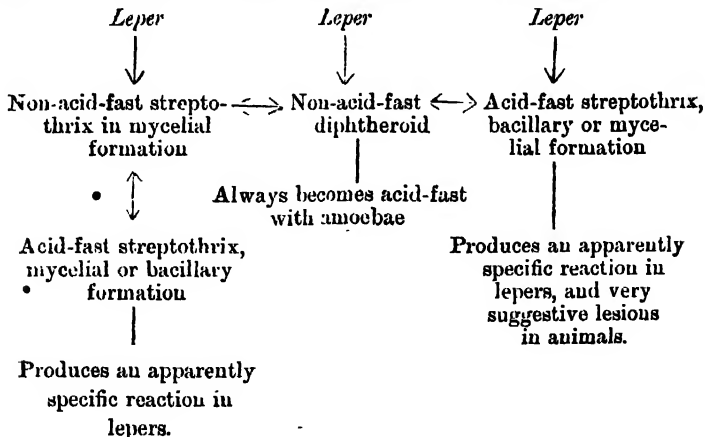 Leper
Leper
Leper
Non-acid-fast strepto-
thrix in mycelial
formation
Non-acid-fast
diphtheroid
Acid-fast streptothrix,
bacillary or myce-
lial formation
Always becomes acid-fast
with amoebae
Acid-fast streptothrix,
mycelial or bacillary
formation
Produces an apparently
specific reaction in
lepers, and very
suggestive lesions
in animals.
Produces an apparently
specific reaction in
lepers.